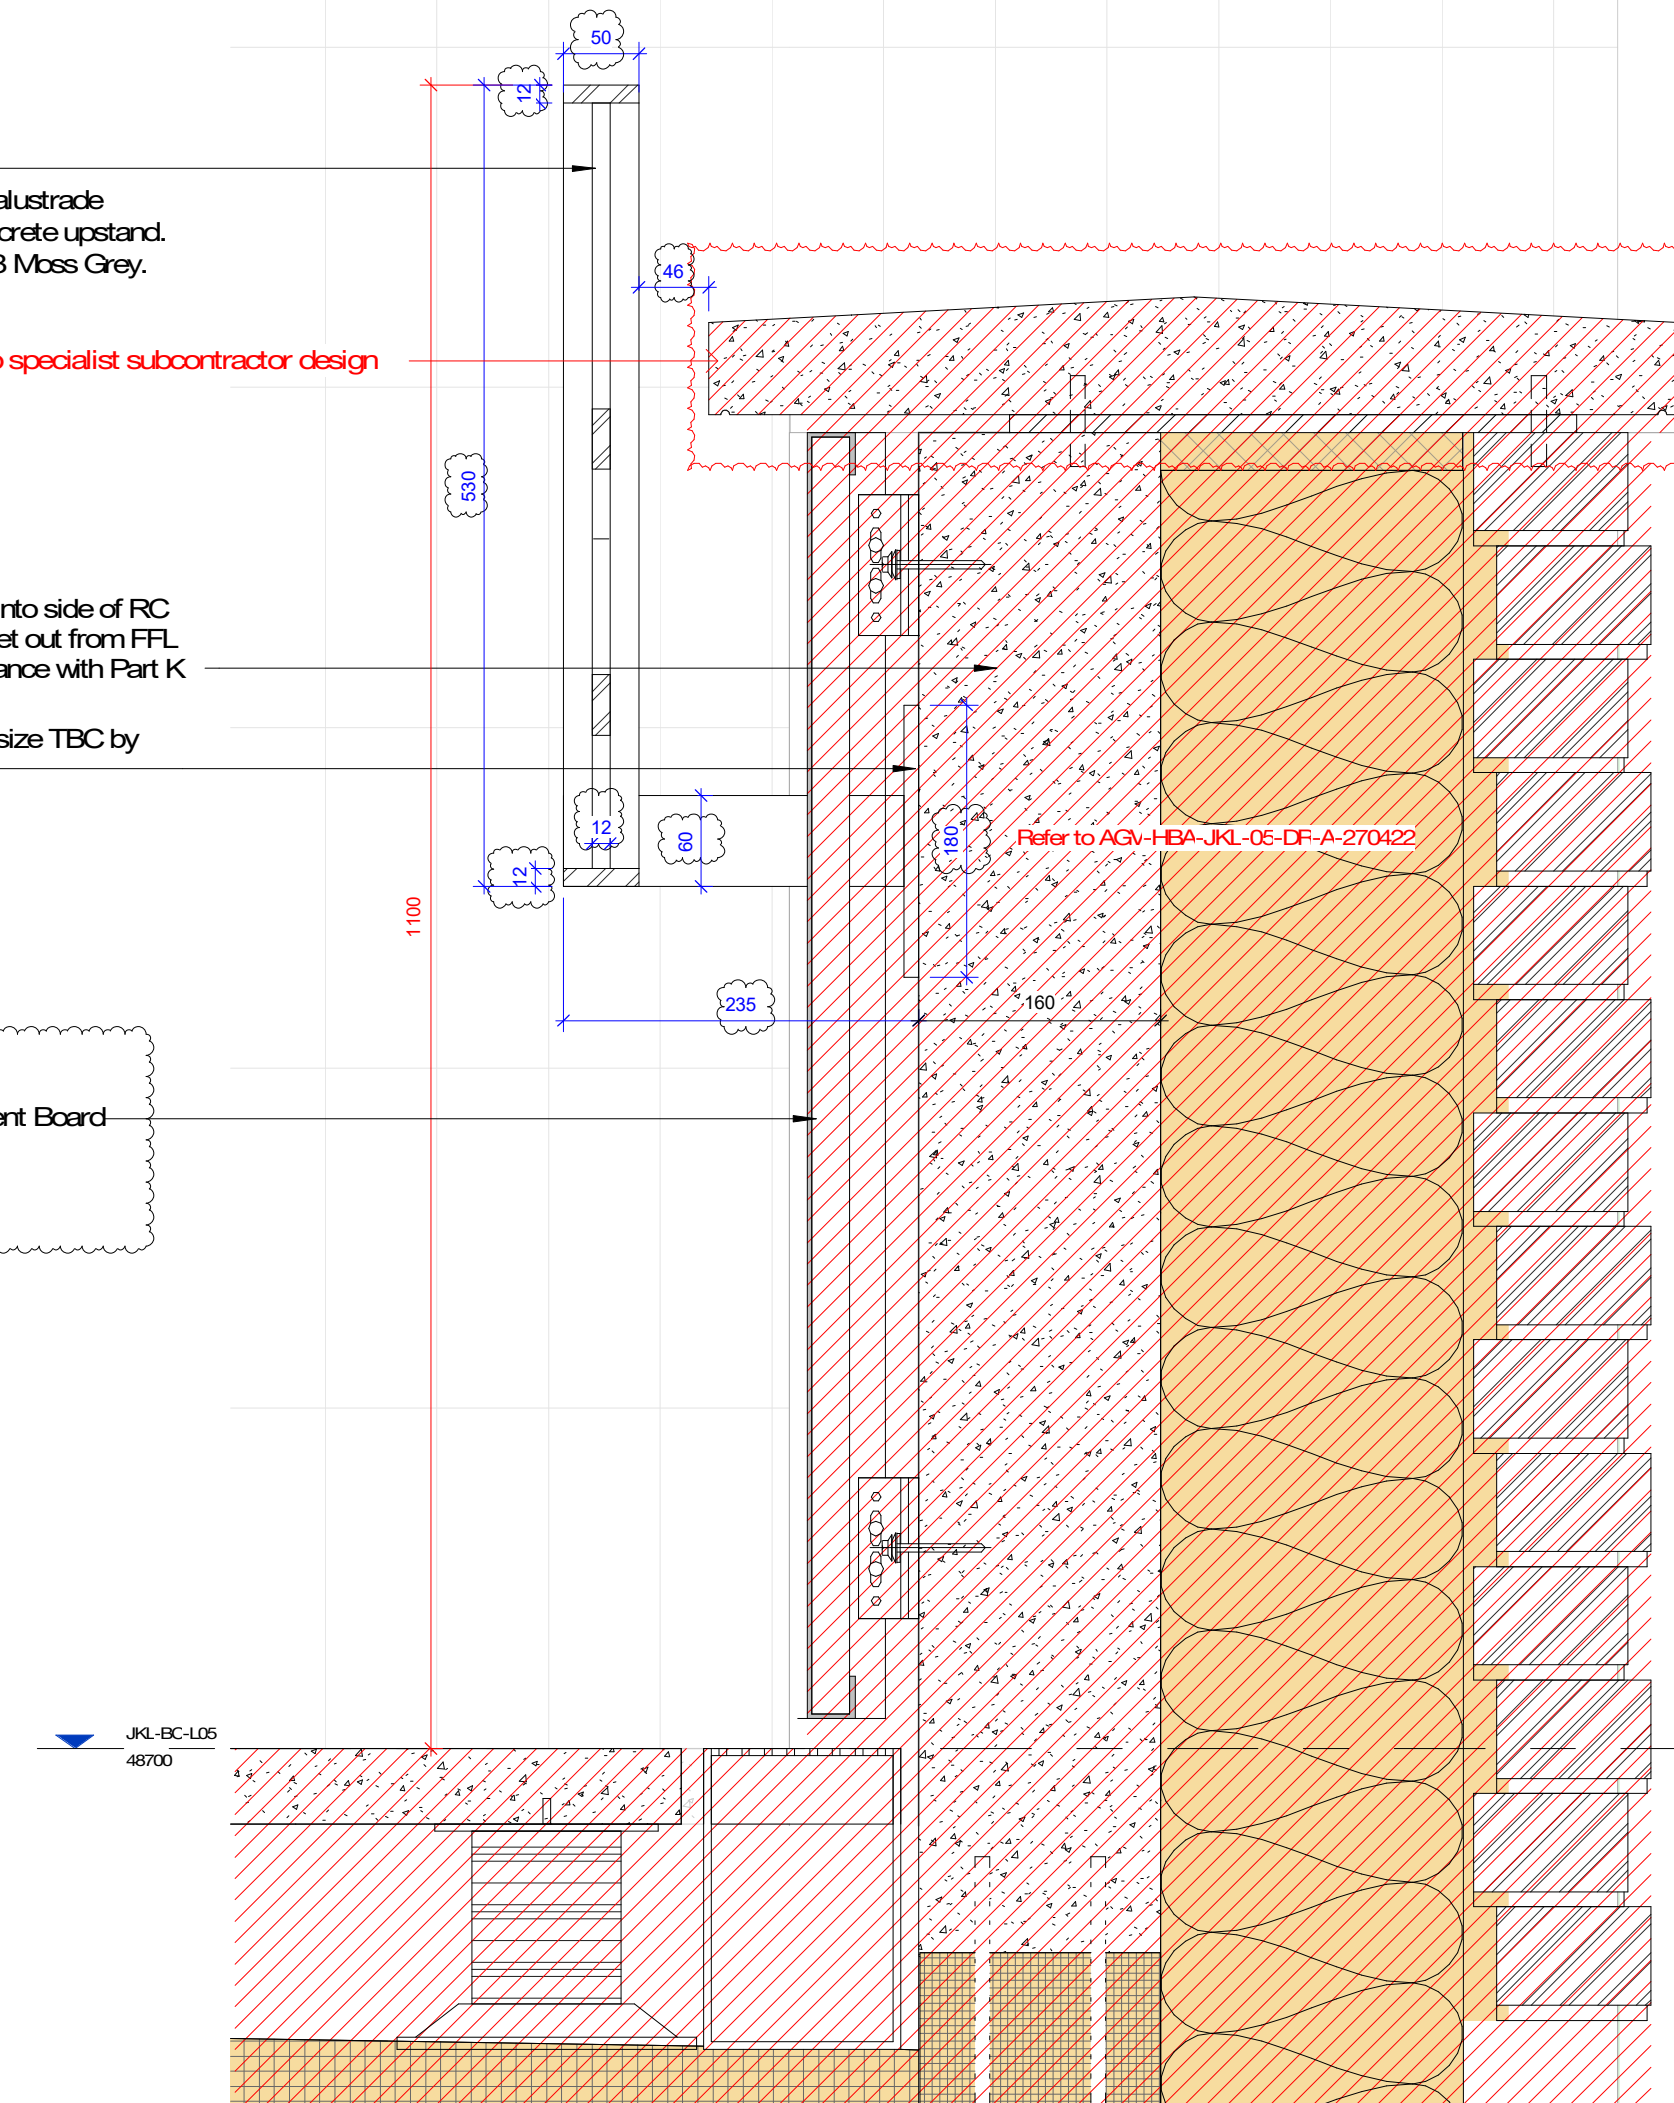 50
12
alustrade
crete upstand.
3 Moss Grey.
46
o specialist subcontractor design
530
nto side of RC
et out from FFL
ance with Part K
size TBC by
12
60
180
Refer to AGV-HBA-JKL-05-DR-A-270422
12
1100
235
160
ent Board
JKL-BC-L05
48700